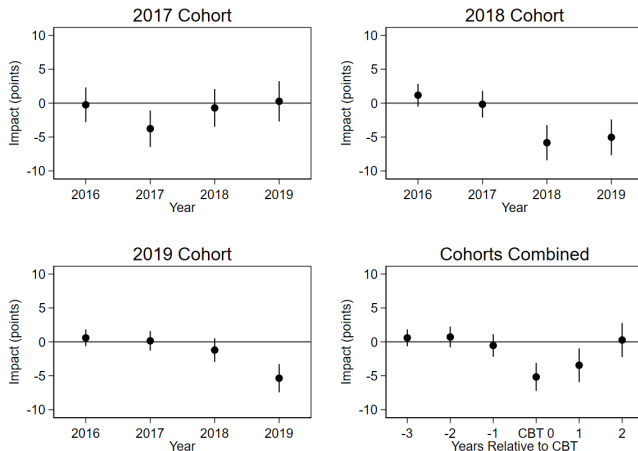 2017 Cohort
10
5
0
-5
-10
Impact (points)
2016 2017 2018 2019
Year
2018 Cohort
10
5
0
-5
-10
Impact (points)
2016 2017 2018 2019
Year
2019 Cohort
10
5
0
-5
-10
Impact (points)
2016 2017 2018 2019
Year
Cohorts Combined
10
5
0
-5
-10
Impact (points)
-3 -2 -1 CBT 0 1 2
Years Relative to CBT